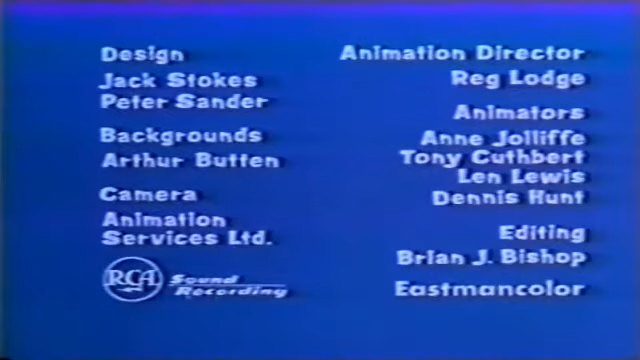 Design
Jack Stokes
Peter Sander
Backgrounds
Arthur Button
Camera
Animation
Services Ltd.
RCA Sound
Recording
Animation Director
Reg Lodge
Animators
Anne Jolliffe
Tony Cuthbert
Len Lewis
Dennis Hunt
Editing
Brian J. Bishop
Eastmancolor